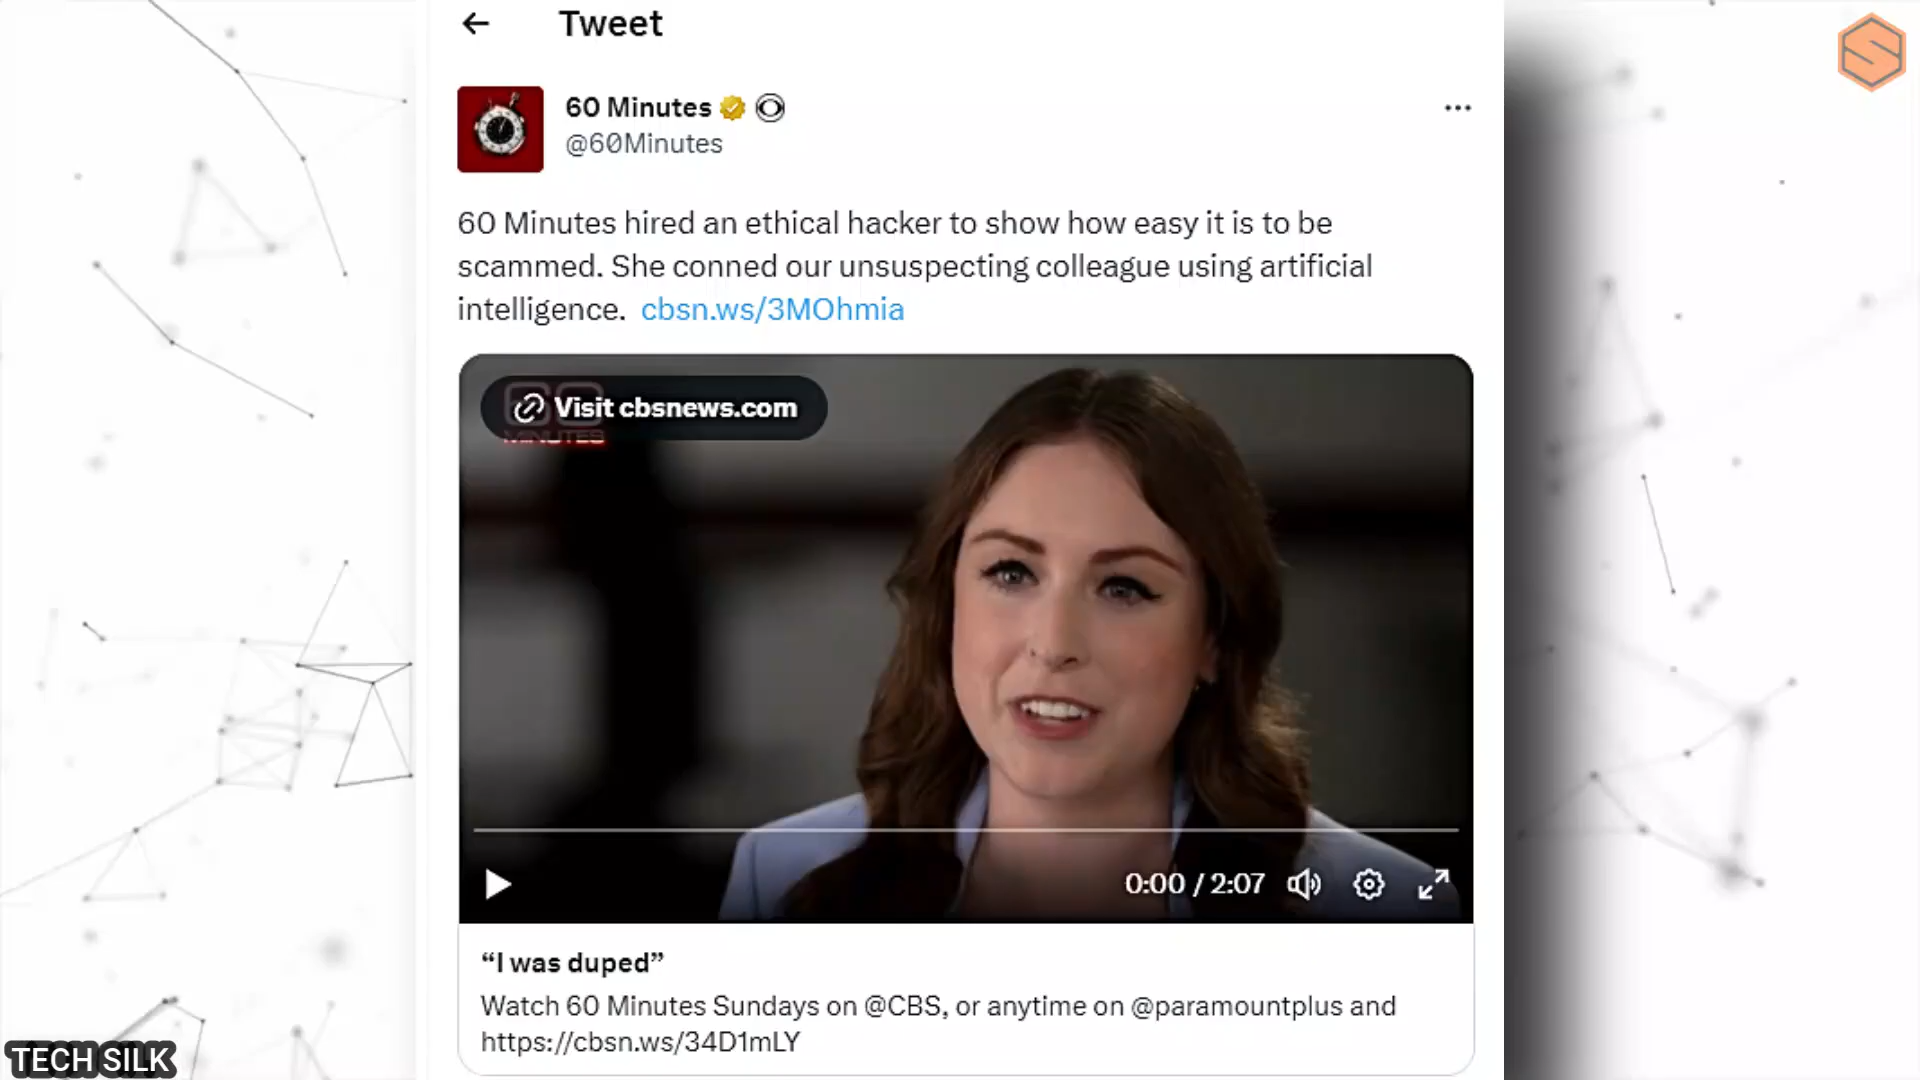 Tweet
60 Minutes
@60Minutes
60 Minutes hired an ethical hacker to show how easy it is to be
scammed. She conned our unsuspecting colleague using artificial
intelligence. cbsn.ws/3MOhmia
Visit cbsnews.com
MINUTES
0:00 / 2:07
“I was duped”
Watch 60 Minutes Sundays on @CBS, or anytime on @paramountplus and
https://cbsn.ws/34D1mLY
TECH SILK